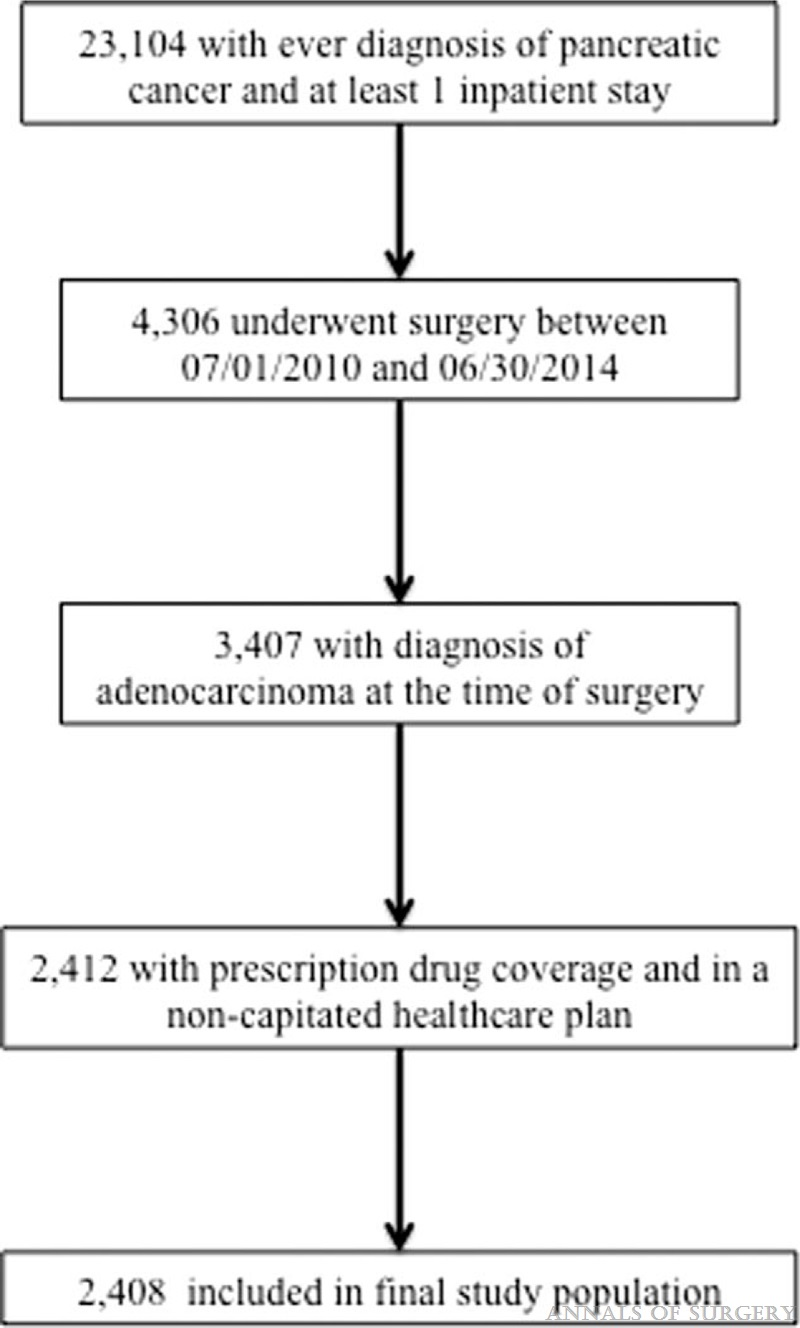 23,104 with ever diagnosis of pancreatic
cancer and at least 1 inpatient stay
4,306 underwent surgery between
07/01/2010 and 06/30/2014
3,407 with diagnosis of
adenocarcinoma at the time of surgery
2,412 with prescription drug coverage and in a
non-capitated healthcare plan
2,408 included in final study population
ANNALS OF SURGERY